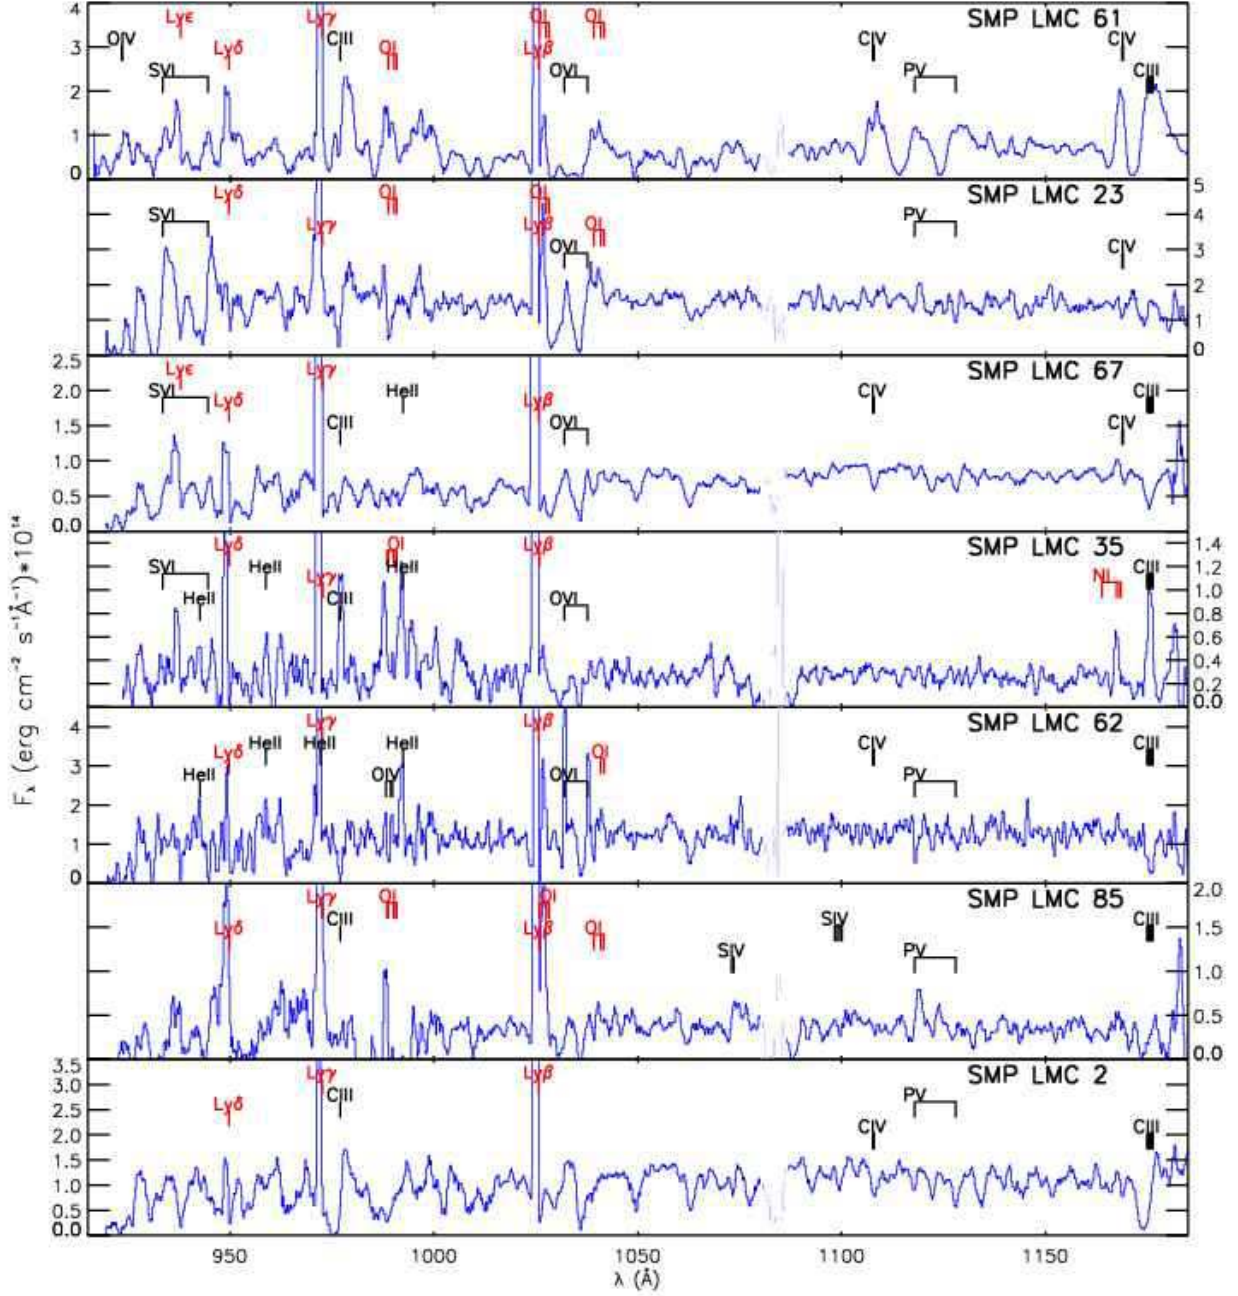 SMP LMC 61
Lyϵ Lyγ OI OI
OIV CIII CIV CIV
Lyδ OI Lyβ
SVI OVI PV CIII
4
3
2
1
0
SMP LMC 23
Lyδ OI OI
SVI Lyγ Lyβ OI PV
OVI CIV
5
4
3
2
1
0
SMP LMC 67
Lyϵ Lyγ Lyβ
SVI HeII CIV CIII
Lyδ CIII OVI CIV
2.5
2.0
1.5
1.0
0.5
0.0
SMP LMC 35
Lyδ OI Lyβ
SVI HeII HeII CIII
Lyγ NI
HeII CIII OVI
1.4
1.2
1.0
0.8
0.6
0.4
0.2
0.0
SMP LMC 62
Lyγ Lyβ
Lyδ HeII HeII HeII OI CIV CIII
HeII OIV OVI PV
4
3
2
1
0
SMP LMC 85
Lyγ OI OI
Lyδ CIII Lyβ OI SIV CIII
SIV PV
2.0
1.5
1.0
0.5
0.0
SMP LMC 2
Lyγ Lyβ
Lyδ CIII PV
CIV CIII
3.5
3.0
2.5
2.0
1.5
1.0
0.5
0.0
950 1000 1050 1100 1150
λ (Å)
Fλ (erg cm⁻² s⁻¹Å⁻¹)*10¹⁴